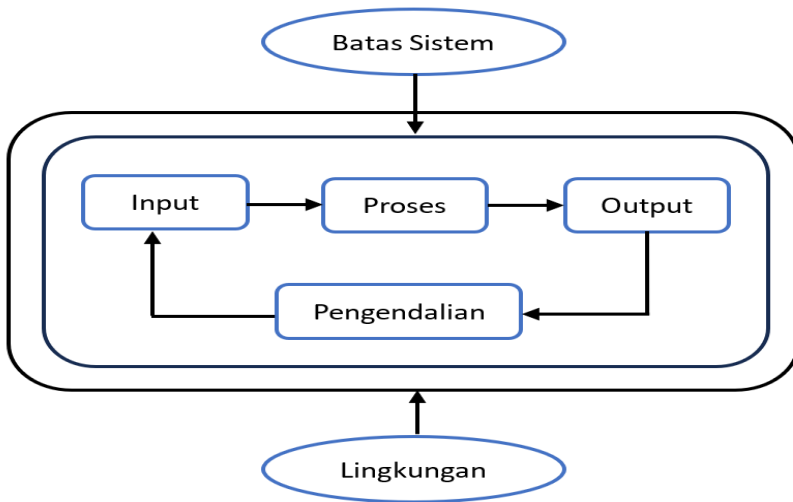 Batas Sistem
Input
Proses
Output
Pengendalian
Lingkungan